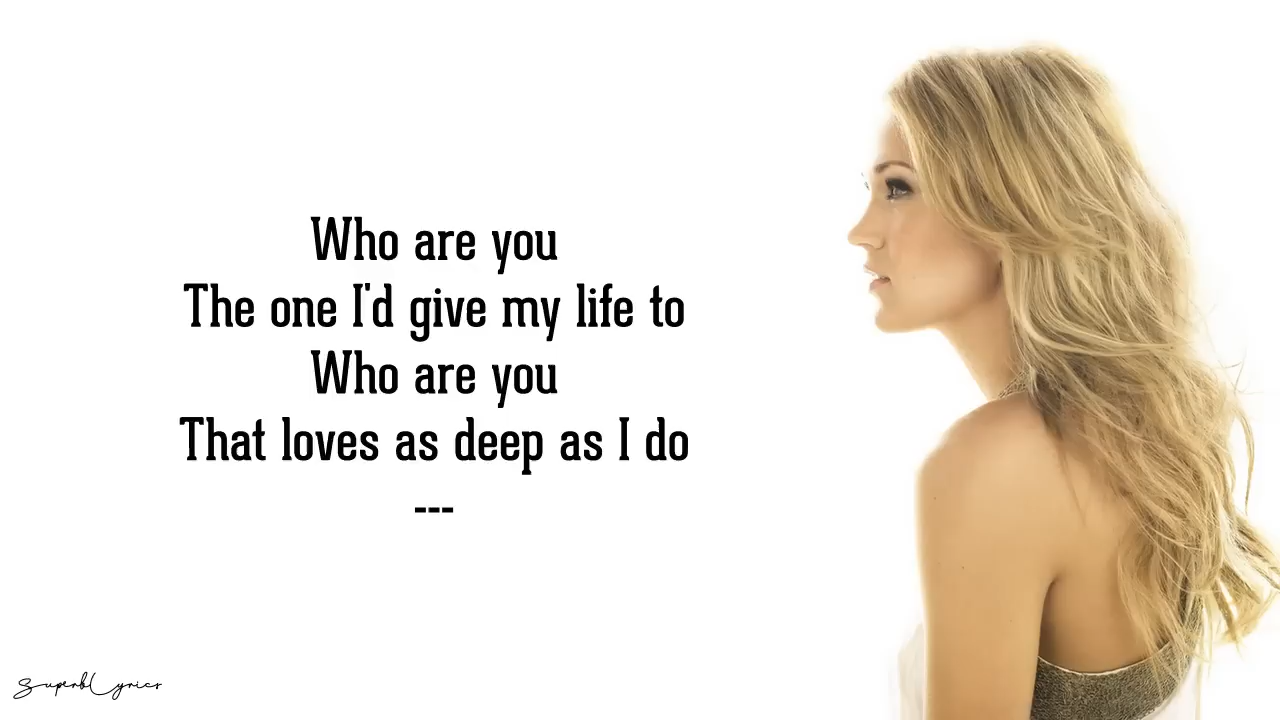 Who are you
The one I'd give my life to
Who are you
That loves as deep as I do
---
SuperbLyrics